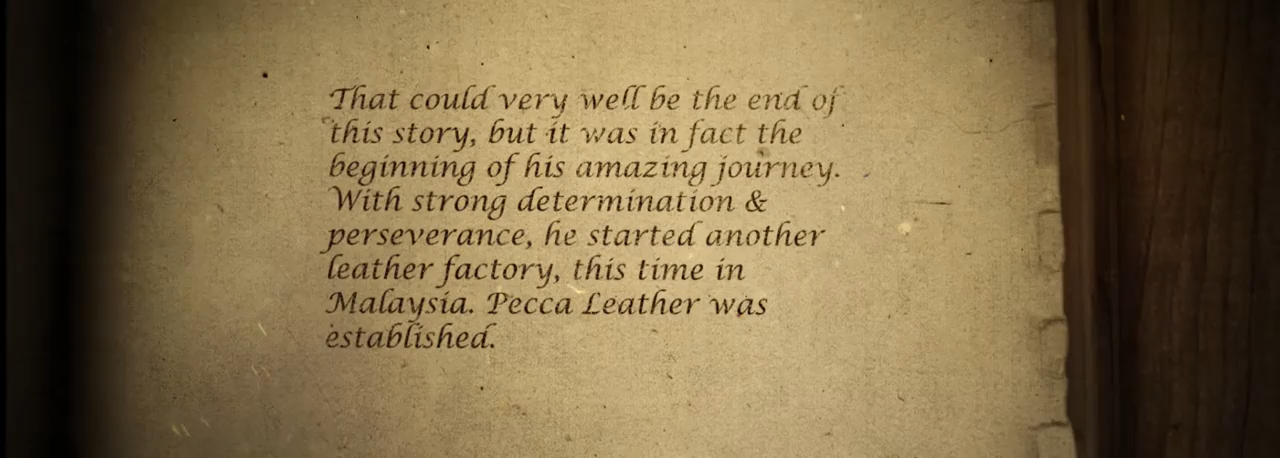 That could very well be the end of
this story, but it was in fact the
beginning of his amazing journey.
With strong determination &
perseverance, he started another
leather factory, this time in
Malaysia. Pecca Leather was
established.